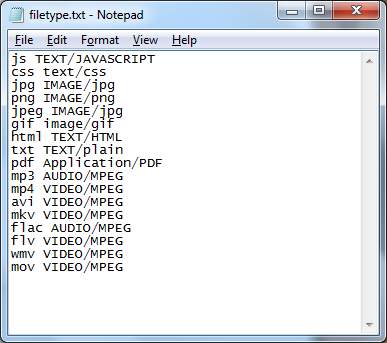 filetype.txt - Notepad
File Edit Format View Help
js TEXT/JAVASCRIPT
css text/css
jpg IMAGE/jpg
png IMAGE/png
jpeg IMAGE/jpg
gif image/gif
html TEXT/HTML
txt TEXT/plain
pdf Application/PDF
mp3 AUDIO/MPEG
mp4 VIDEO/MPEG
avi VIDEO/MPEG
mkv VIDEO/MPEG
flac AUDIO/MPEG
flv VIDEO/MPEG
wmv VIDEO/MPEG
mov VIDEO/MPEG